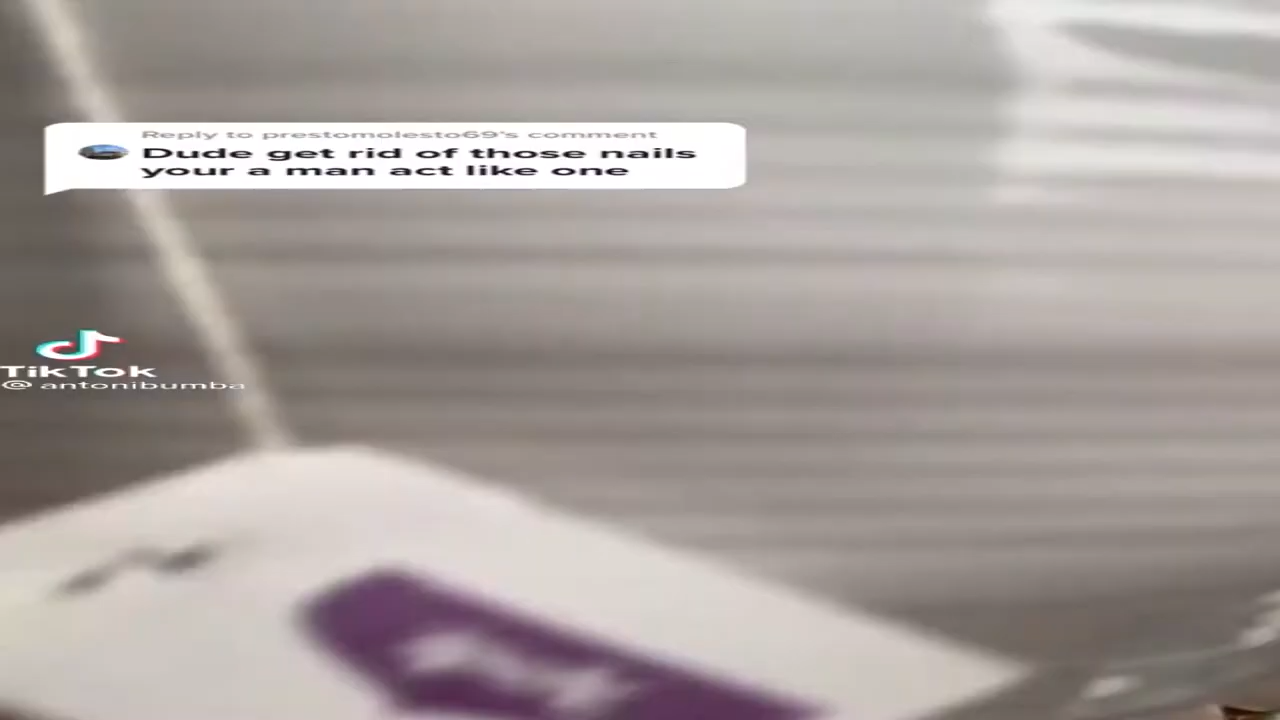 Reply to prestomolesto69's comment
Dude get rid of those nails
your a man act like one
TikTok
@antonibumba